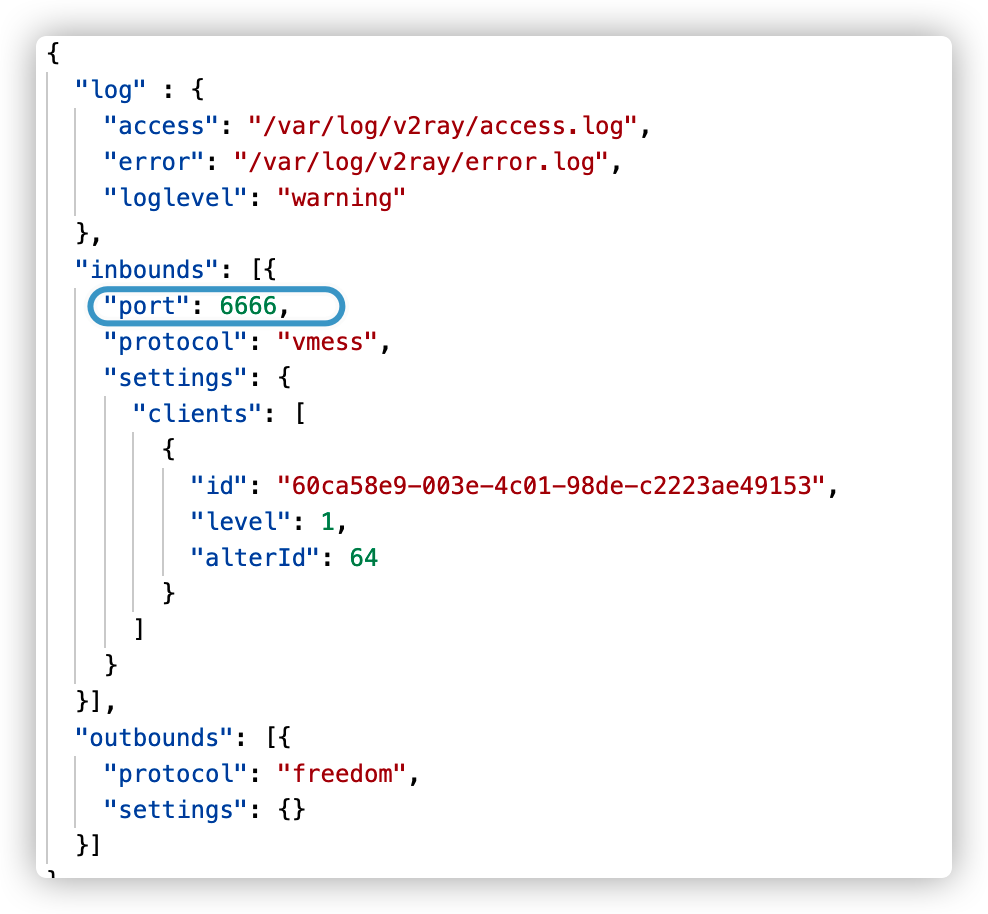 {
  "log" : {
    "access": "/var/log/v2ray/access.log",
    "error": "/var/log/v2ray/error.log",
    "loglevel": "warning"
  },
  "inbounds": [{
    "port": 6666,
    "protocol": "vmess",
    "settings": {
      "clients": [
        {
          "id": "60ca58e9-003e-4c01-98de-c2223ae49153",
          "level": 1,
          "alterId": 64
        }
      ]
    }
  }],
  "outbounds": [{
    "protocol": "freedom",
    "settings": {}
  }]
}